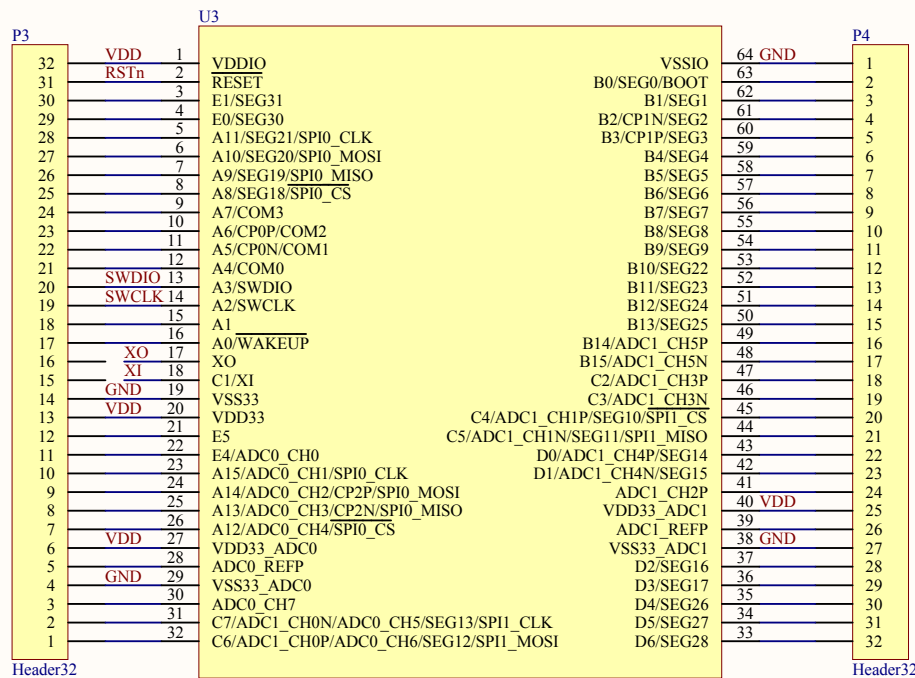 U3
P3 P4
32 VDD 1 VDDIO VSSIO 64 GND 1
31 RSTn 2 RESET B0/SEG0/BOOT 63 2
30 3 E1/SEG31 B1/SEG1 62 3
29 4 E0/SEG30 B2/CP1N/SEG2 61 4
28 5 A11/SEG21/SPI0_CLK B3/CP1P/SEG3 60 5
27 6 A10/SEG20/SPI0_MOSI B4/SEG4 59 6
26 7 A9/SEG19/SPI0_MISO B5/SEG5 58 7
25 8 A8/SEG18/SPI0_CS B6/SEG6 57 8
24 9 A7/COM3 B7/SEG7 56 9
23 10 A6/CP0P/COM2 B8/SEG8 55 10
22 11 A5/CP0N/COM1 B9/SEG9 54 11
21 12 A4/COM0 B10/SEG22 53 12
20 SWDIO 13 A3/SWDIO B11/SEG23 52 13
19 SWCLK 14 A2/SWCLK B12/SEG24 51 14
18 15 A1 B13/SEG25 50 15
17 16 A0/WAKEUP B14/ADC1_CH5P 49 16
16 XO 17 XO B15/ADC1_CH5N 48 17
15 XI 18 C1/XI C2/ADC1_CH3P 47 18
14 GND 19 VSS33 C3/ADC1_CH3N 46 19
13 VDD 20 VDD33 C4/ADC1_CH1P/SEG10/SPI1_CS 45 20
12 21 E5 C5/ADC1_CH1N/SEG11/SPI1_MISO 44 21
11 22 E4/ADC0_CH0 D0/ADC1_CH4P/SEG14 43 22
10 23 A15/ADC0_CH1/SPI0_CLK D1/ADC1_CH4N/SEG15 42 23
9 24 A14/ADC0_CH2/CP2P/SPI0_MOSI ADC1_CH2P 41 24
8 25 A13/ADC0_CH3/CP2N/SPI0_MISO VDD33_ADC1 40 VDD 25
7 26 A12/ADC0_CH4/SPI0_CS ADC1_REFP 39 26
6 VDD 27 VDD33_ADC0 VSS33_ADC1 38 GND 27
5 28 ADC0_REFP D2/SEG16 37 28
4 GND 29 VSS33_ADC0 D3/SEG17 36 29
3 30 ADC0_CH7 D4/SEG26 35 30
2 31 C7/ADC1_CH0N/ADC0_CH5/SEG13/SPI1_CLK D5/SEG27 34 31
1 32 C6/ADC1_CH0P/ADC0_CH6/SEG12/SPI1_MOSI D6/SEG28 33 32
Header32 Header32